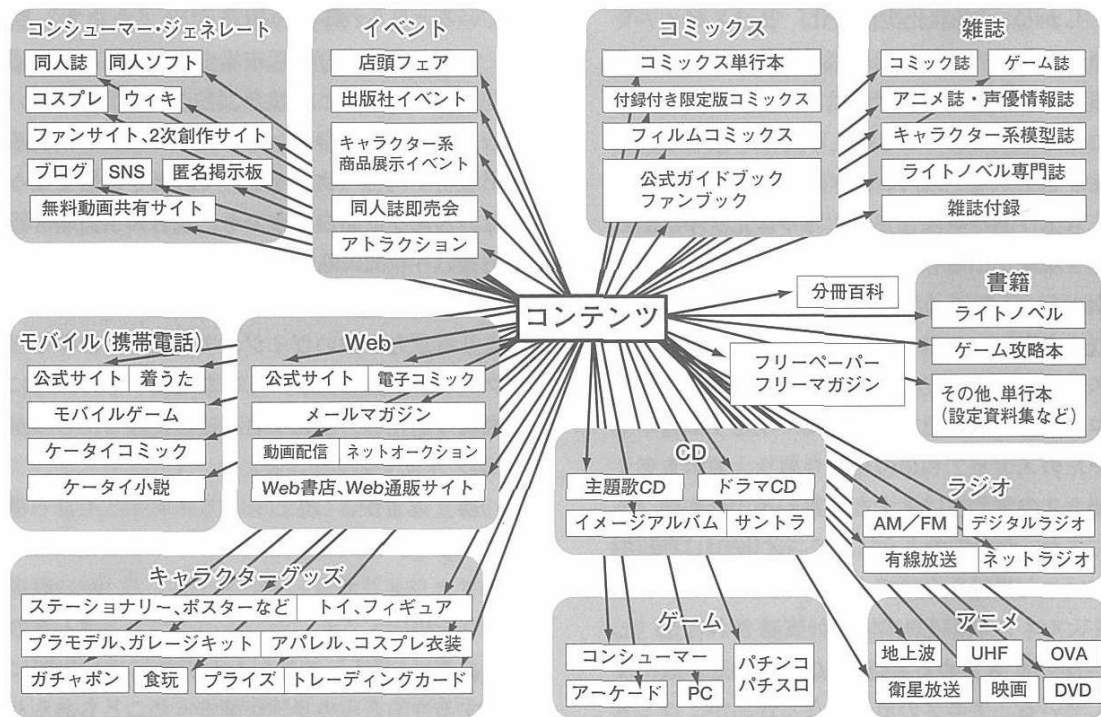 コンシューマー・ジェネレート
同人誌 同人ソフト
コスプレ ウィキ
ファンサイト、2次創作サイト
ブログ SNS 匿名掲示板
無料動画共有サイト
イベント
店頭フェア
出版社イベント
キャラクター系
商品展示イベント
同人誌即売会
アトラクション
コミックス
コミックス単行本
付録付き限定版コミックス
フィルムコミックス
公式ガイドブック
ファンブック
雑誌
コミック誌 ゲーム誌
アニメ誌・声優情報誌
キャラクター系模型誌
ライトノベル専門誌
雑誌付録
コンテンツ
分冊百科
フリーペーパー
フリーマガジン
書籍
ライトノベル
ゲーム攻略本
その他、単行本
(設定資料集など)
モバイル(携帯電話)
公式サイト 着うた
モバイルゲーム
ケータイコミック
ケータイ小説
Web
公式サイト 電子コミック
メールマガジン
動画配信 ネットオークション
Web書店、Web通販サイト
CD
主題歌CD ドラマCD
イメージアルバム サントラ
ラジオ
AM/FM デジタルラジオ
有線放送 ネットラジオ
キャラクターグッズ
ステーショナリー、ポスターなど トイ、フィギュア
プラモデル、ガレージキット アパレル、コスプレ衣装
ガチャポン 食玩 プライズ トレーディングカード
ゲーム
コンシューマー
アーケード PC
パチンコ
パチスロ
アニメ
地上波 UHF OVA
衛星放送 映画 DVD